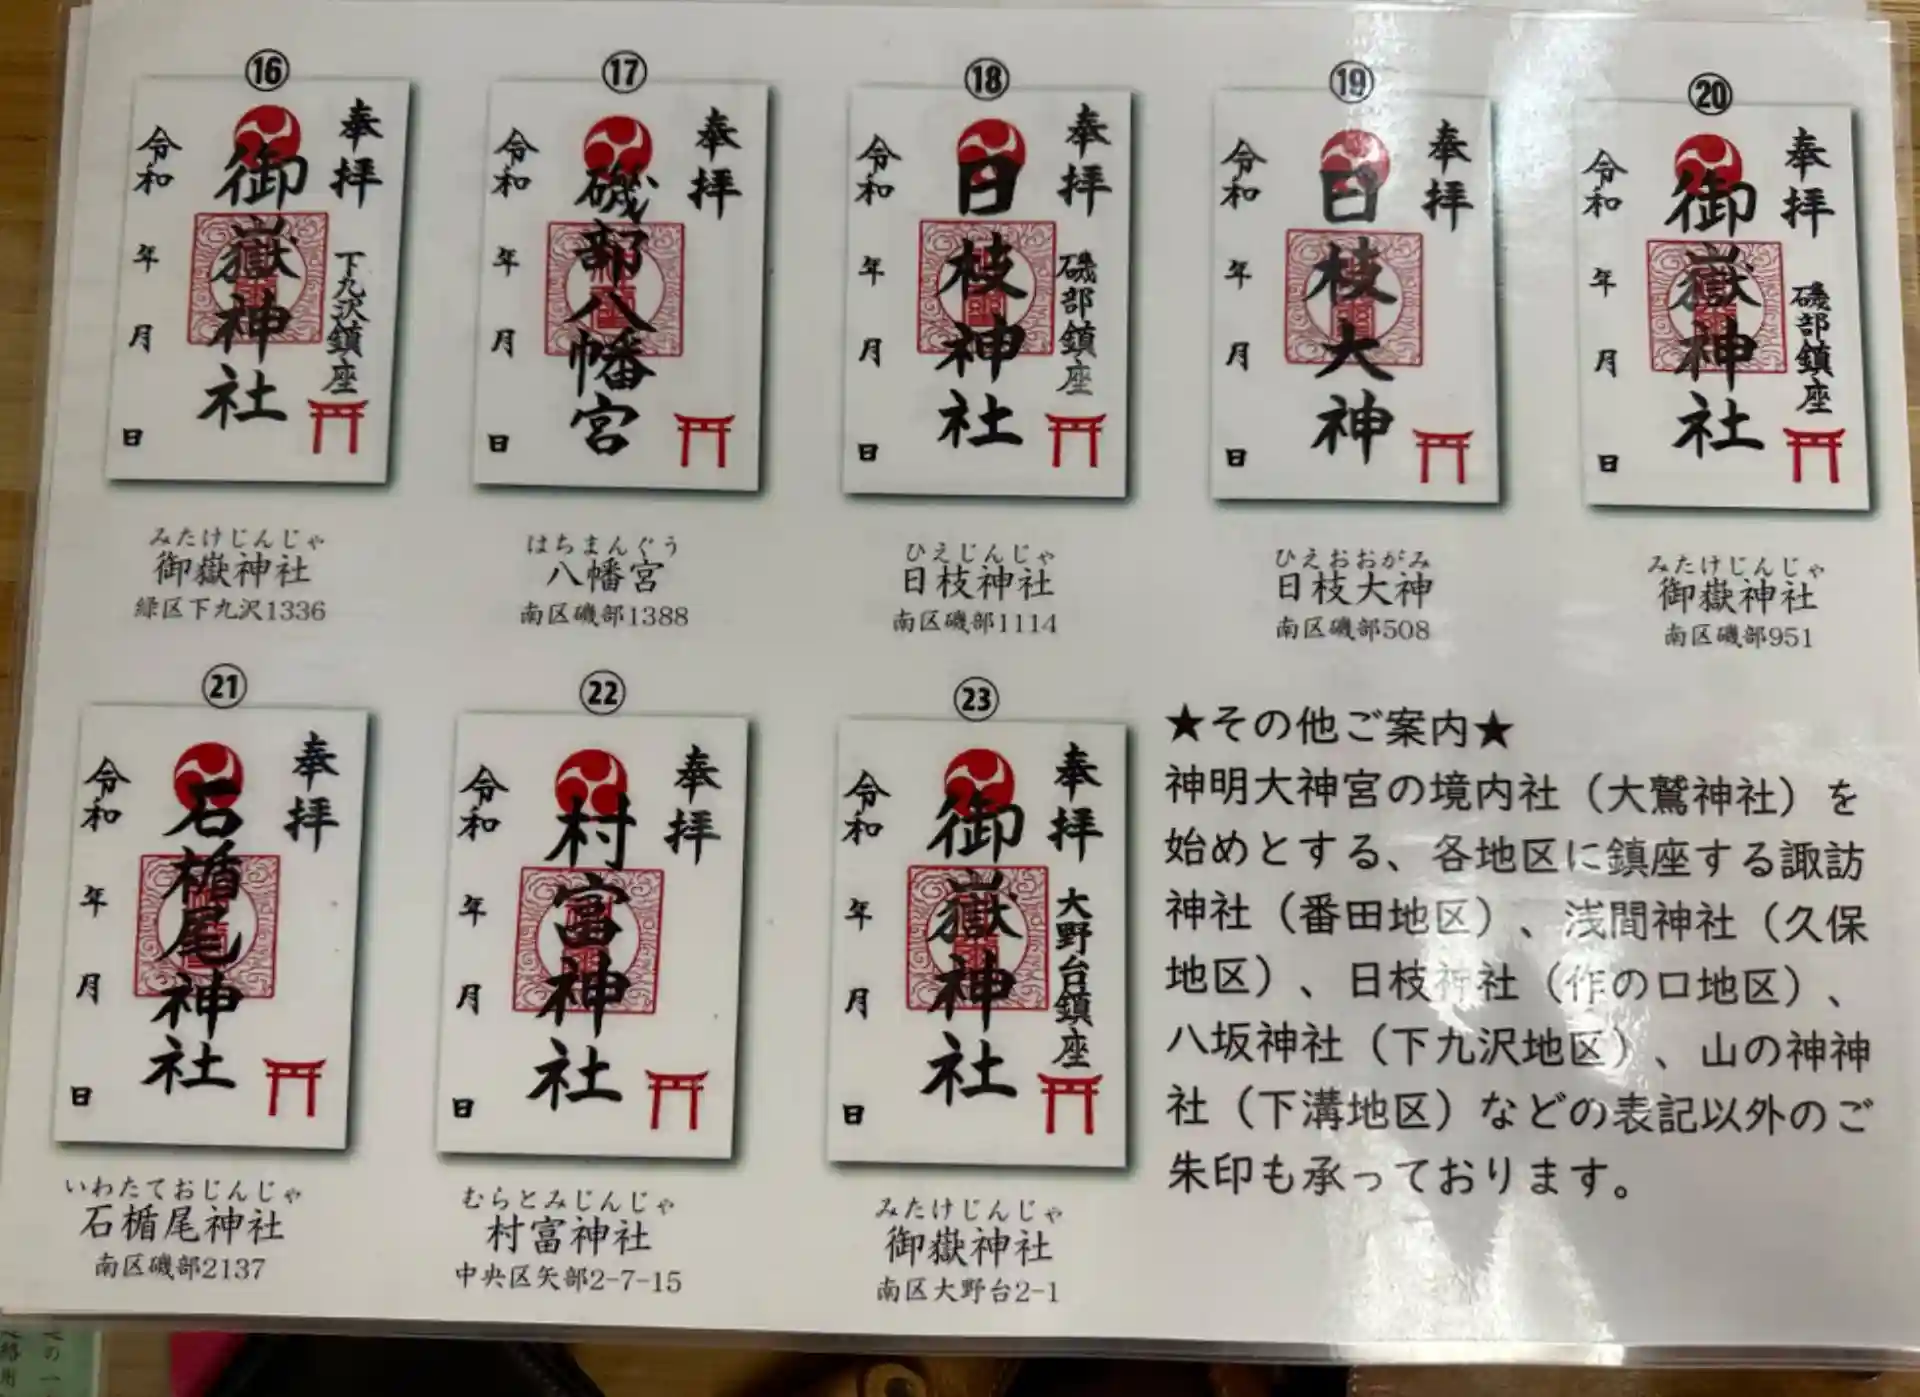 ⑯
奉拝
下九沢鎮座
御嶽神社
令和 年 月 日
みたけじんじゃ
御嶽神社
緑区下九沢1336
⑰
奉拝
磯部八幡宮
令和 年 月 日
はちまんぐう
八幡宮
南区磯部1388
⑱
奉拝
磯部鎮座
日枝神社
令和 年 月 日
ひえじんじゃ
日枝神社
南区磯部1114
⑲
奉拝
日枝大神
令和 年 月 日
ひえおおがみ
日枝大神
南区磯部508
⑳
奉拝
磯部鎮座
御嶽神社
令和 年 月 日
みたけじんじゃ
御嶽神社
南区磯部951
㉑
奉拝
石楯尾神社
令和 年 月 日
いわたておじんじゃ
石楯尾神社
南区磯部2137
㉒
奉拝
村富神社
令和 年 月 日
むらとみじんじゃ
村富神社
中央区矢部2-7-15
㉓
奉拝
大野台鎮座
御嶽神社
令和 年 月 日
みたけじんじゃ
御嶽神社
南区大野台2-1
★その他ご案内★
神明大神宮の境内社（大鷲神社）を
始めとする、各地区に鎮座する諏訪
神社（番田地区）、浅間神社（久保
地区）、日枝神社（作の口地区）、
八坂神社（下九沢地区）、山の神神
社（下溝地区）などの表記以外のご
朱印も承っております。